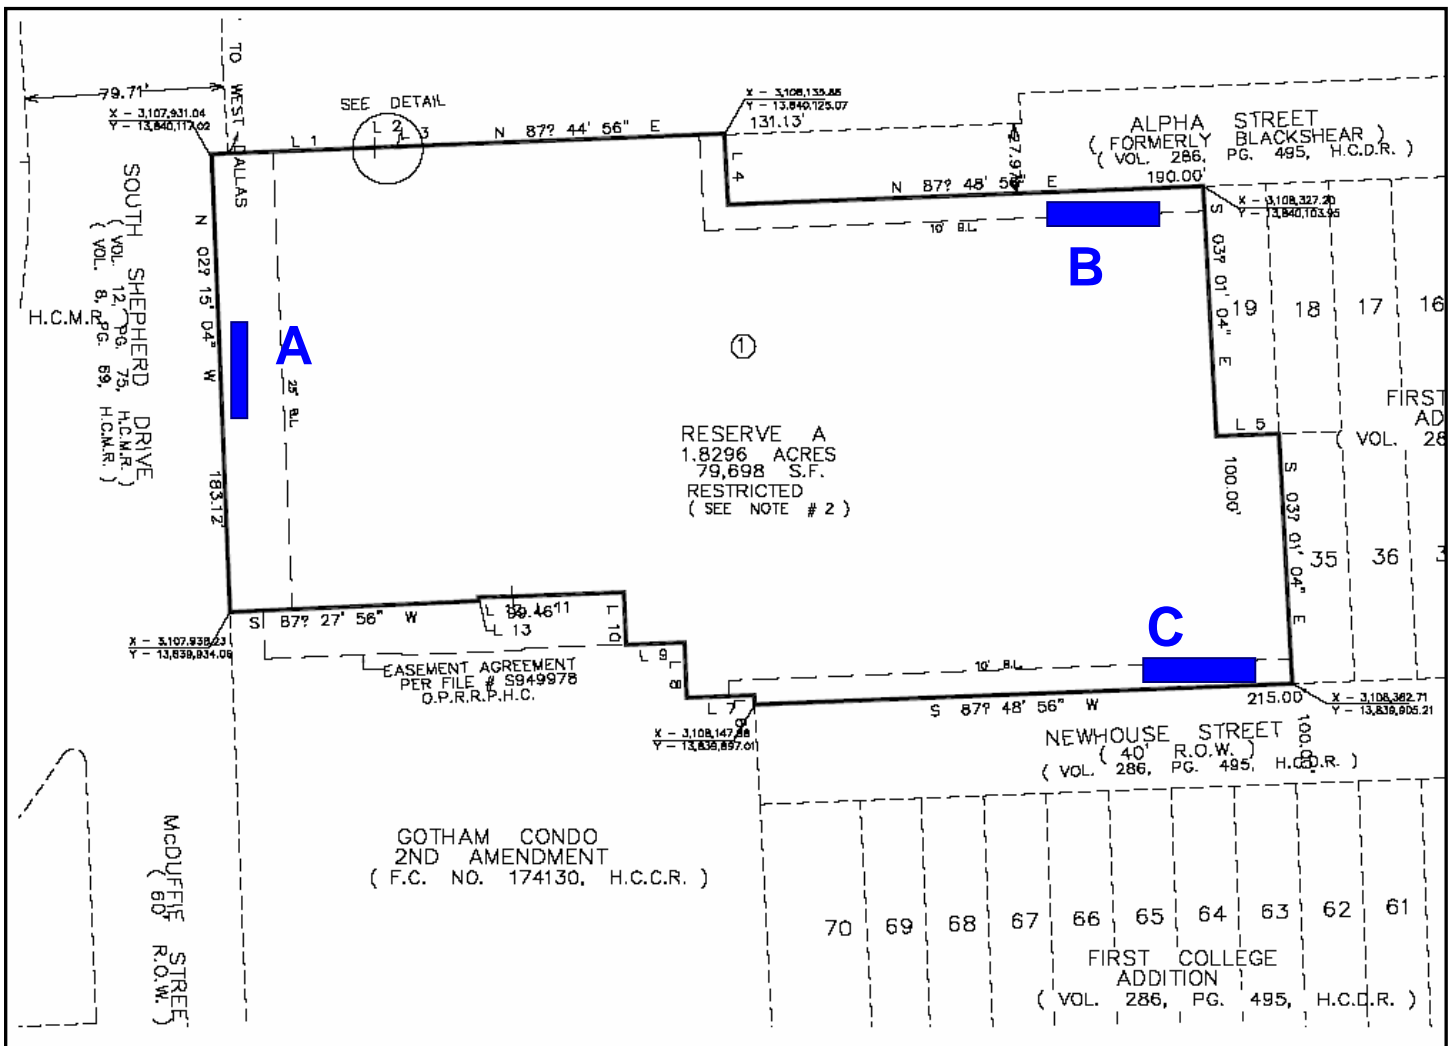 TO WEST DALLAS
79.71'
X - 3,107,931.04
Y - 13,840,117.02
SEE DETAIL
L 1
L 2
L 3
N 87? 44' 56" E
X - 3,108,135.85
Y - 13,840,125.07
131.13'
L 4
27.97'
ALPHA STREET
( FORMERLY BLACKSHEAR )
( VOL. 286, PG. 495, H.C.D.R. )
N 87? 48' 56" E
190.00'
X - 3,108,327.20
Y - 13,840,103.95
10' B.L.
B
S 03? 01' 04" E
19
18
17
16
SOUTH SHEPHERD DRIVE
( VOL. 12, PG. 75, H.C.M.R. )
( VOL. 8, PG. 69, H.C.M.R. )
H.C.M.R.
N 02? 15' 04" W
183.12'
A
25' B.L.
1
RESERVE A
1.8296 ACRES
79,698 S.F.
RESTRICTED
( SEE NOTE # 2 )
FIRST
AD
( VOL. 28
L 5
100.00'
S 03? 01' 04" E
35
36
3
S 87? 27' 56" W
99.46'
L 11
L 13
L 10
L 9
L 8
L 7
X - 3,107,938.23
Y - 13,839,934.06
EASEMENT AGREEMENT
PER FILE # S949978
O.P.R.R.P.H.C.
C
10' B.L.
S 87? 48' 56" W
215.00'
X - 3,108,362.71
Y - 13,839,905.21
X - 3,108,147.88
Y - 13,839,897.01
NEWHOUSE STREET
( 40' R.O.W. )
( VOL. 286, PG. 495, H.C.D.R. )
100.00'
McDUFFIE STREET
( 60' R.O.W. )
GOTHAM CONDO
2ND AMENDMENT
( F.C. NO. 174130, H.C.C.R. )
70
69
68
67
66
65
64
63
62
61
FIRST COLLEGE
ADDITION
( VOL. 286, PG. 495, H.C.D.R. )